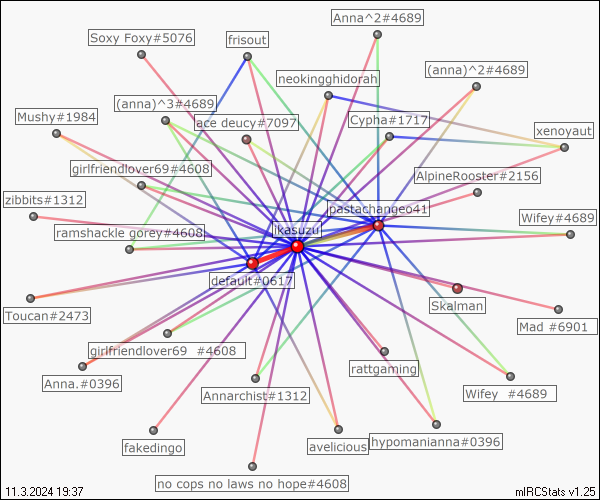 Anna^2#4689
Soxy Foxy#5076
frisout
neokingghidorah
(anna)^2#4689
(anna)^3#4689
Mushy#1984
ace deucy#7097
Cypha#1717
xenoyaut
girlfriendlover69#4608
AlpineRooster#2156
zibbits#1312
pastachangeo41
Wifey#4689
ramshackle gorey#4608
ikasuzu
default#0617
Skalman
Toucan#2473
Mad #6901
girlfriendlover69 #4608
rattgaming
Anna.#0396
Annarchist#1312
Wifey #4689
fakedingo
avelicious
hypomanianna#0396
no cops no laws no hope#4608
11.3.2024 19:37
mIRCStats v1.25